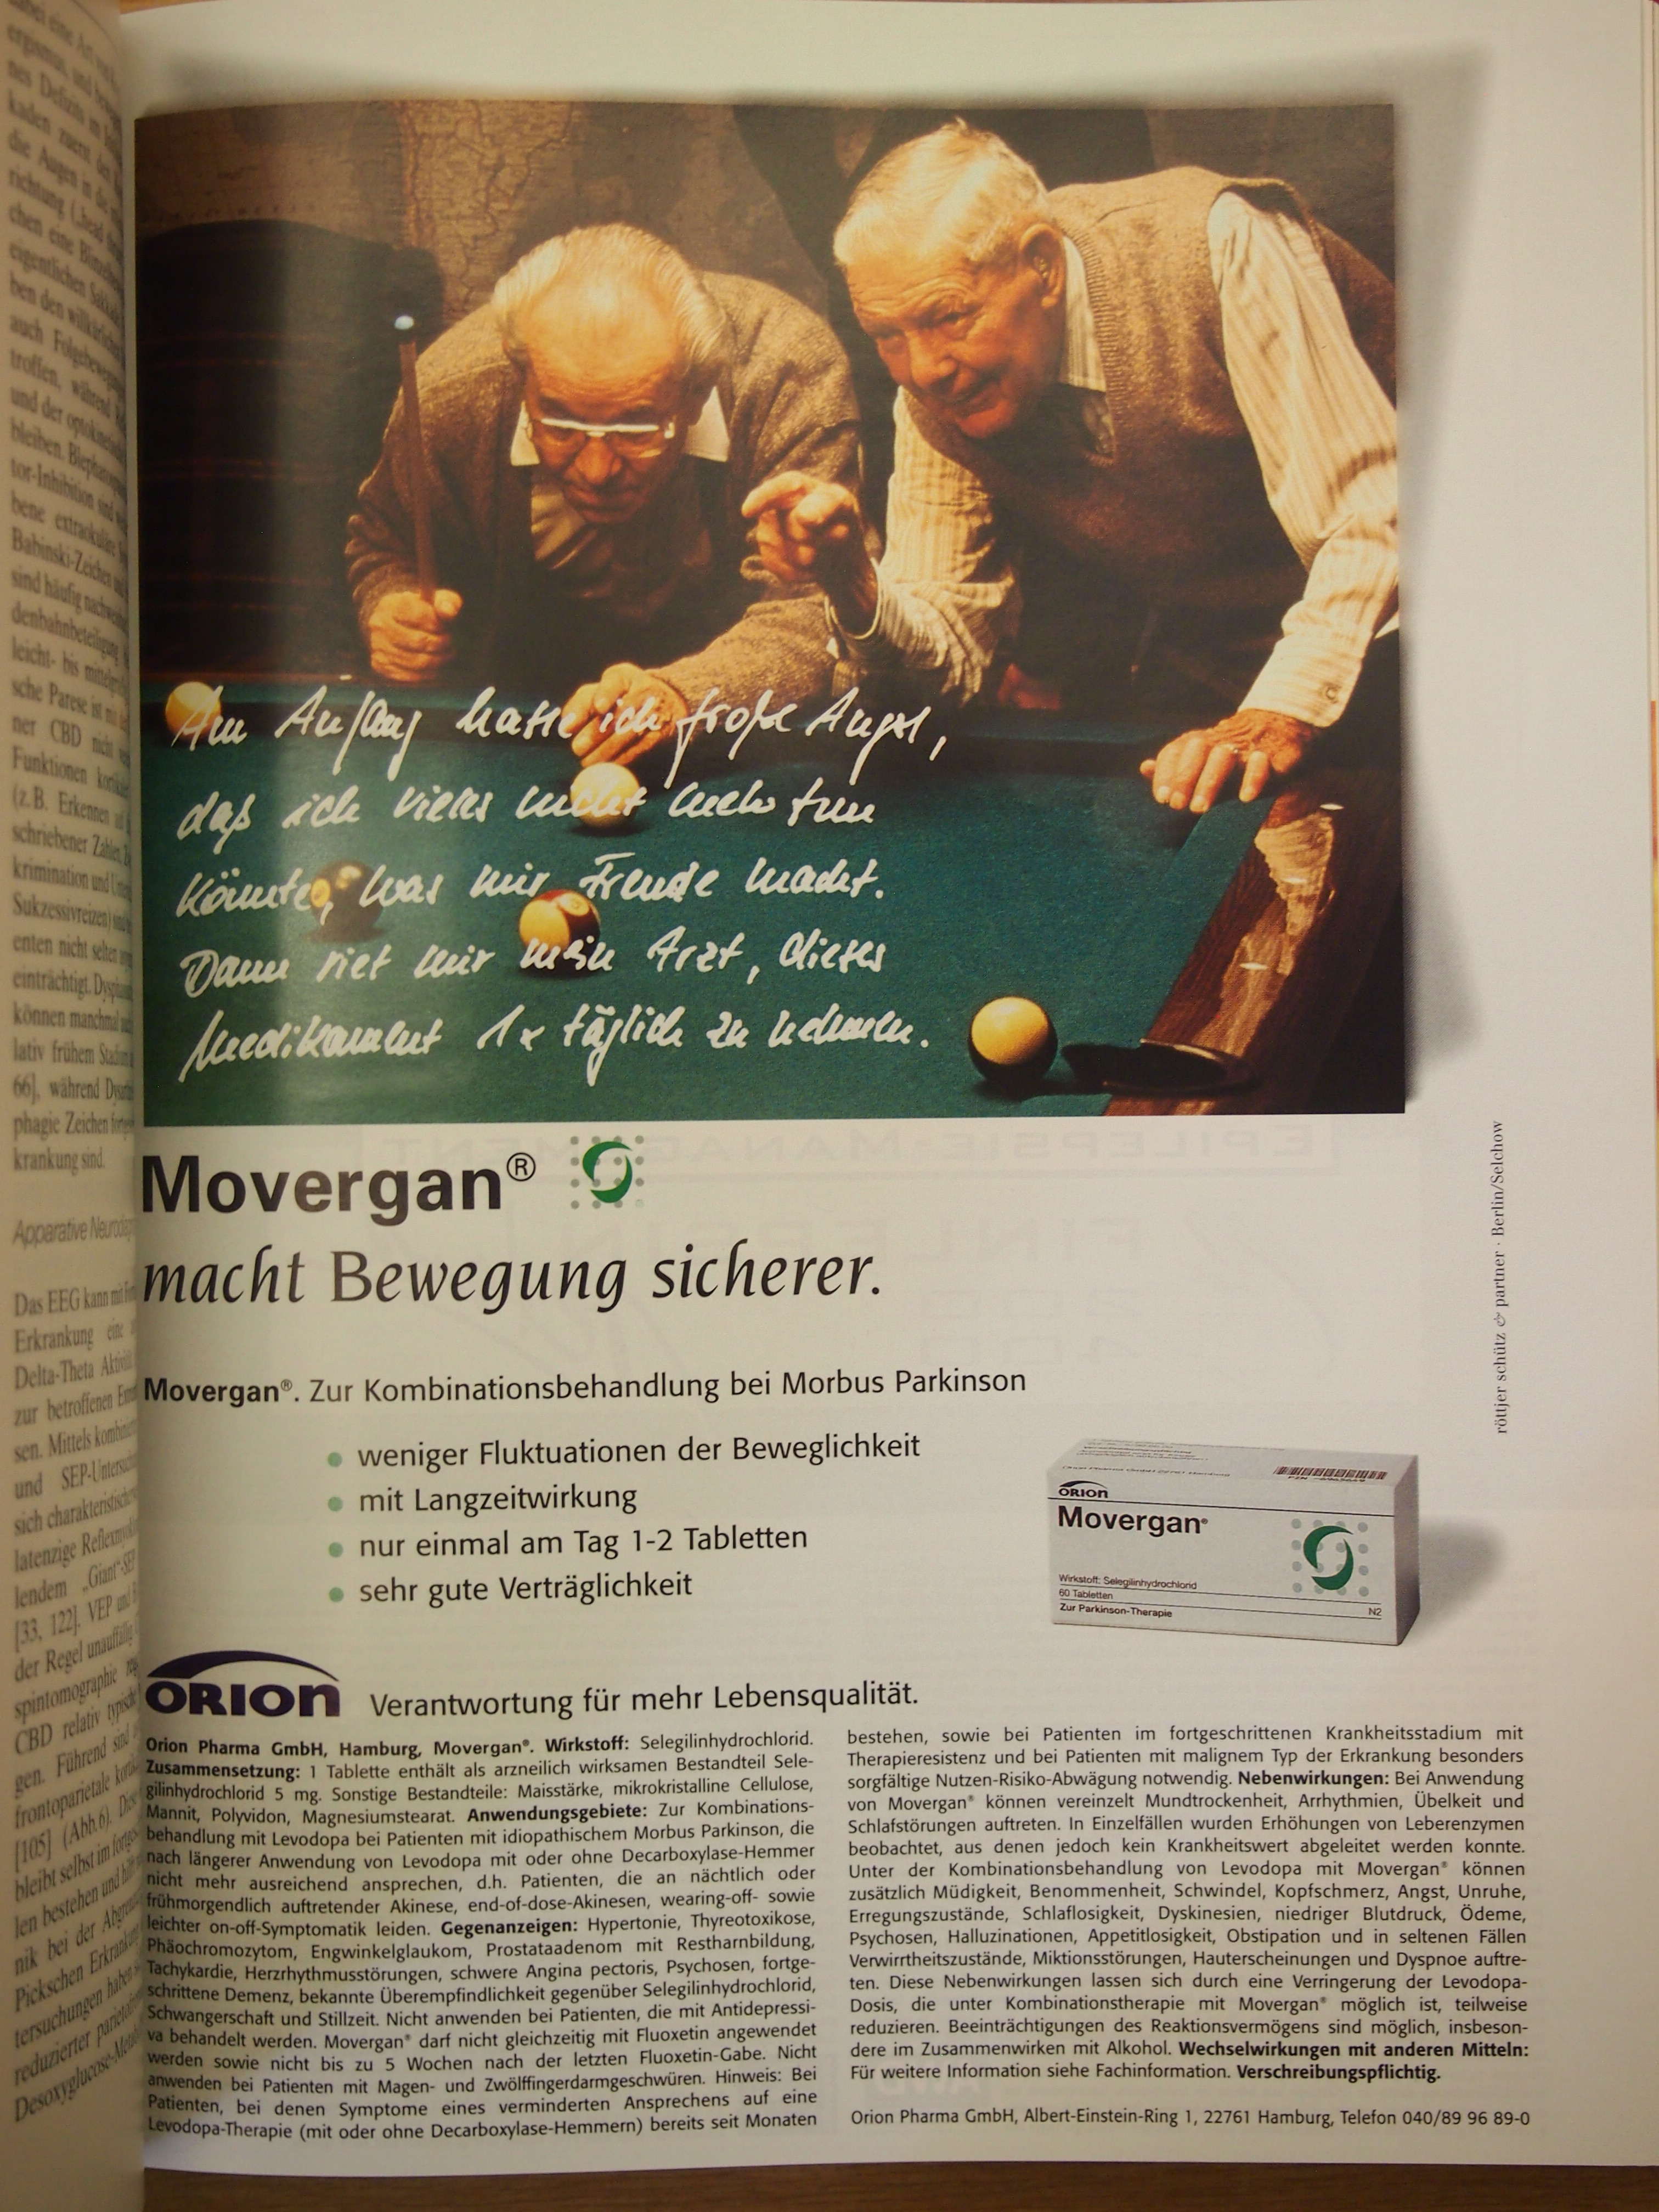 Am Anfang hatte ich große Angst,
daß ich vieles nicht mehr tun
könnte, was mir Freude macht.
Dann riet mir mein Arzt, dieses
Medikament 1x täglich zu nehmen.
Movergan®
macht Bewegung sicherer.
Movergan®. Zur Kombinationsbehandlung bei Morbus Parkinson
weniger Fluktuationen der Beweglichkeit
mit Langzeitwirkung
nur einmal am Tag 1-2 Tabletten
sehr gute Verträglichkeit
ORION
Movergan®
Wirkstoff: Selegilinhydrochlorid
60 Tabletten
N2
Zur Parkinson-Therapie
röttjer schütz & partner · Berlin/Selchow
ORION Verantwortung für mehr Lebensqualität.
Orion Pharma GmbH, Hamburg, Movergan®. Wirkstoff: Selegilinhydrochlorid.
Zusammensetzung: 1 Tablette enthält als arzneilich wirksamen Bestandteil Sele-
gilinhydrochlorid 5 mg. Sonstige Bestandteile: Maisstärke, mikrokristalline Cellulose,
Mannit, Polyvidon, Magnesiumstearat. Anwendungsgebiete: Zur Kombinations-
behandlung mit Levodopa bei Patienten mit idiopathischem Morbus Parkinson, die
nach längerer Anwendung von Levodopa mit oder ohne Decarboxylase-Hemmer
nicht mehr ausreichend ansprechen, d.h. Patienten, die an nächtlich oder
frühmorgendlich auftretender Akinese, end-of-dose-Akinesen, wearing-off- sowie
leichter on-off-Symptomatik leiden. Gegenanzeigen: Hypertonie, Thyreotoxikose,
Phäochromozytom, Engwinkelglaukom, Prostataadenom mit Restharnbildung,
Tachykardie, Herzrhythmusstörungen, schwere Angina pectoris, Psychosen, fortge-
schrittene Demenz, bekannte Überempfindlichkeit gegenüber Selegilinhydrochlorid,
Schwangerschaft und Stillzeit. Nicht anwenden bei Patienten, die mit Antidepressi-
va behandelt werden. Movergan® darf nicht gleichzeitig mit Fluoxetin angewendet
werden sowie nicht bis zu 5 Wochen nach der letzten Fluoxetin-Gabe. Nicht
anwenden bei Patienten mit Magen- und Zwölffingerdarmgeschwüren. Hinweis: Bei
Patienten, bei denen Symptome eines verminderten Ansprechens auf eine
Levodopa-Therapie (mit oder ohne Decarboxylase-Hemmern) bereits seit Monaten
bestehen, sowie bei Patienten im fortgeschrittenen Krankheitsstadium mit
Therapieresistenz und bei Patienten mit malignem Typ der Erkrankung besonders
sorgfältige Nutzen-Risiko-Abwägung notwendig. Nebenwirkungen: Bei Anwendung
von Movergan® können vereinzelt Mundtrockenheit, Arrhythmien, Übelkeit und
Schlafstörungen auftreten. In Einzelfällen wurden Erhöhungen von Leberenzymen
beobachtet, aus denen jedoch kein Krankheitswert abgeleitet werden konnte.
Unter der Kombinationsbehandlung von Levodopa mit Movergan® können
zusätzlich Müdigkeit, Benommenheit, Schwindel, Kopfschmerz, Angst, Unruhe,
Erregungszustände, Schlaflosigkeit, Dyskinesien, niedriger Blutdruck, Ödeme,
Psychosen, Halluzinationen, Appetitlosigkeit, Obstipation und in seltenen Fällen
Verwirrtheitszustände, Miktionsstörungen, Hauterscheinungen und Dyspnoe auftre-
ten. Diese Nebenwirkungen lassen sich durch eine Verringerung der Levodopa-
Dosis, die unter Kombinationstherapie mit Movergan® möglich ist, teilweise
reduzieren. Beeinträchtigungen des Reaktionsvermögens sind möglich, insbeson-
dere im Zusammenwirken mit Alkohol. Wechselwirkungen mit anderen Mitteln:
Für weitere Information siehe Fachinformation. Verschreibungspflichtig.
Orion Pharma GmbH, Albert-Einstein-Ring 1, 22761 Hamburg, Telefon 040/89 96 89-0